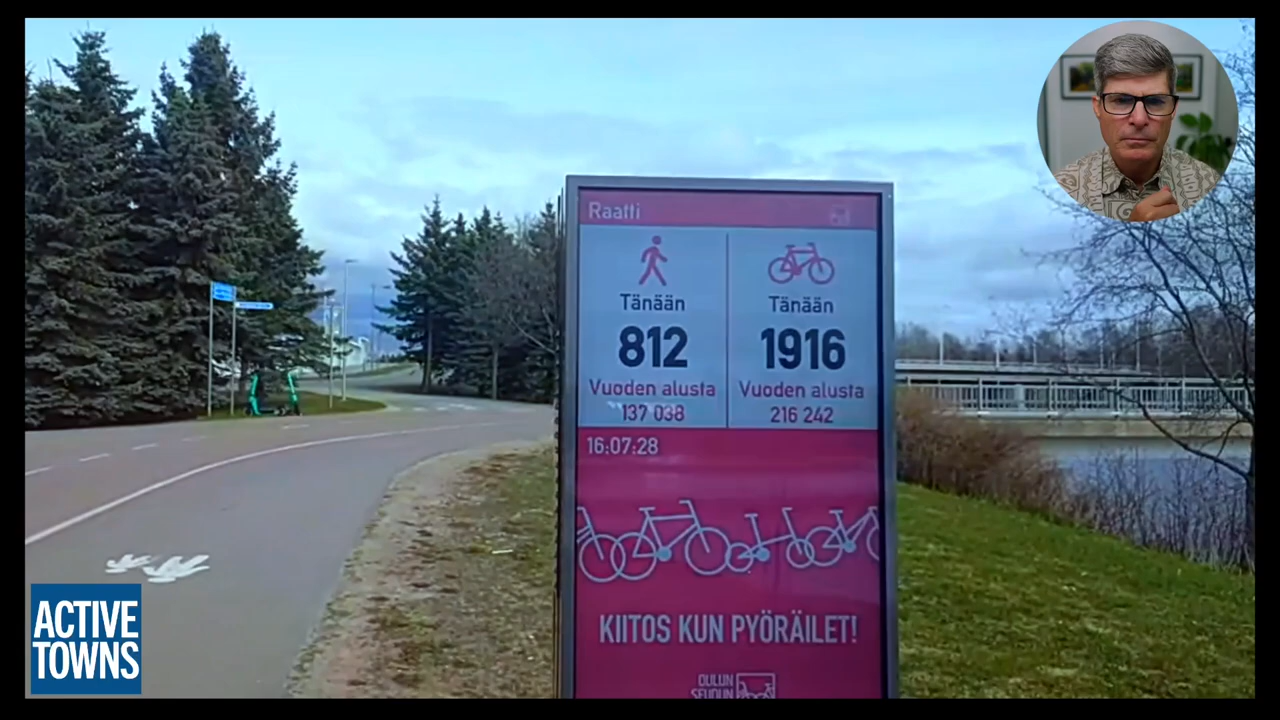 Raatti
Tänään
812
Vuoden alusta
137 038
Tänään
1916
Vuoden alusta
216 242
16:07:28
KIITOS KUN PYÖRÄILET!
OULUN
SEUDUN
ACTIVE
TOWNS